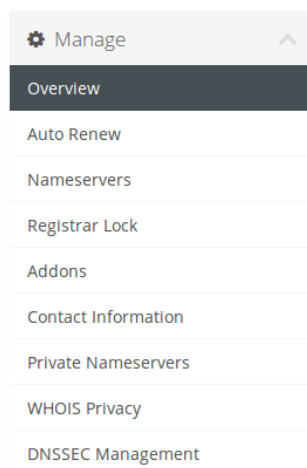 Manage
Overview
Auto Renew
Nameservers
Registrar Lock
Addons
Contact Information
Private Nameservers
WHOIS Privacy
DNSSEC Management